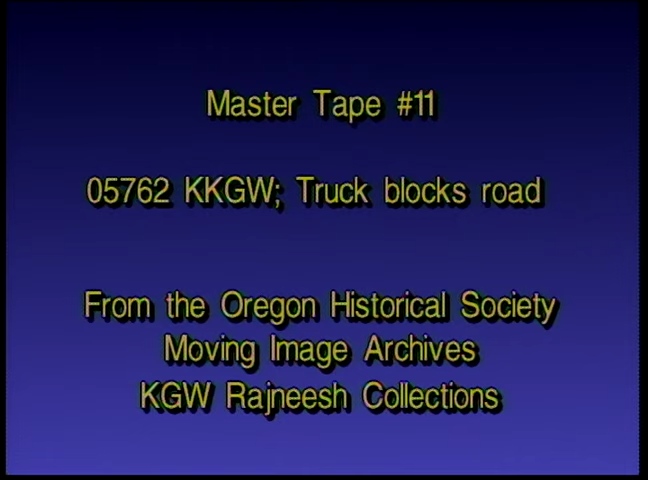 Master Tape #11
05762 KKGW; Truck blocks road
From the Oregon Historical Society
Moving Image Archives
KGW Rajneesh Collections